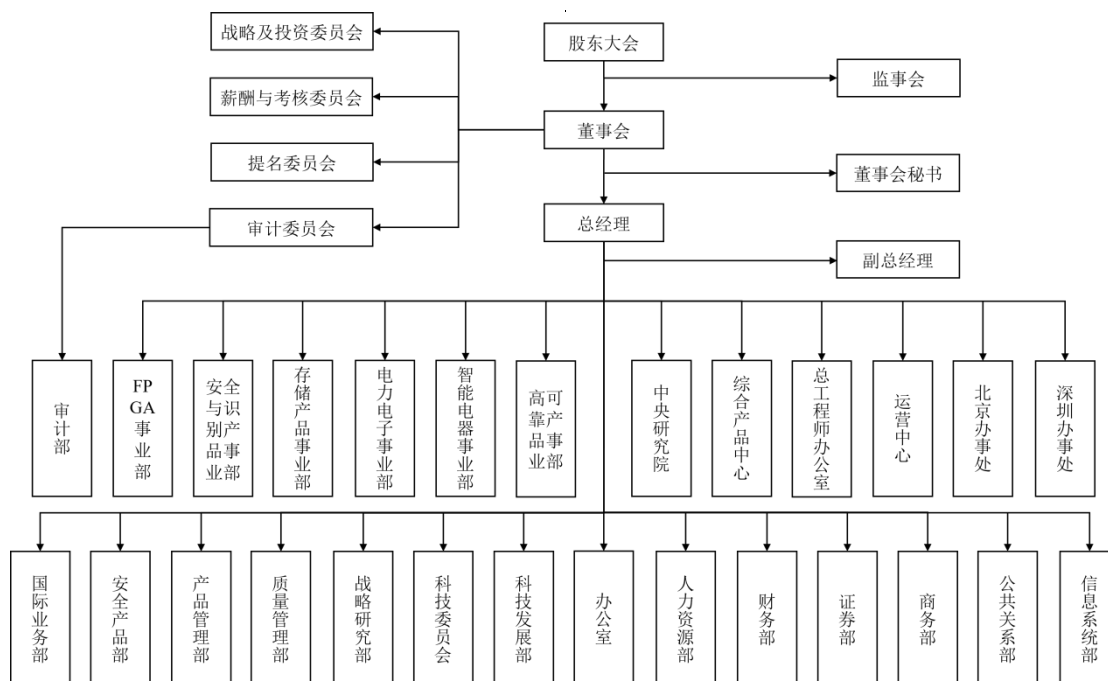 战略及投资委员会
股东大会
监事会
薪酬与考核委员会
董事会
提名委员会
董事会秘书
审计委员会
总经理
副总经理
审计部
FPGA事业部
安全与识别产品事业部
存储产品事业部
电力电子事业部
智能电器事业部
高可靠产品事业部
中央研究院
综合产品中心
总工程师办公室
运营中心
北京办事处
深圳办事处
国际业务部
安全产品部
产品管理部
质量管理部
战略研究部
科技委员会
科技发展部
办公室
人力资源部
财务部
证券部
商务部
公共关系部
信息系统部